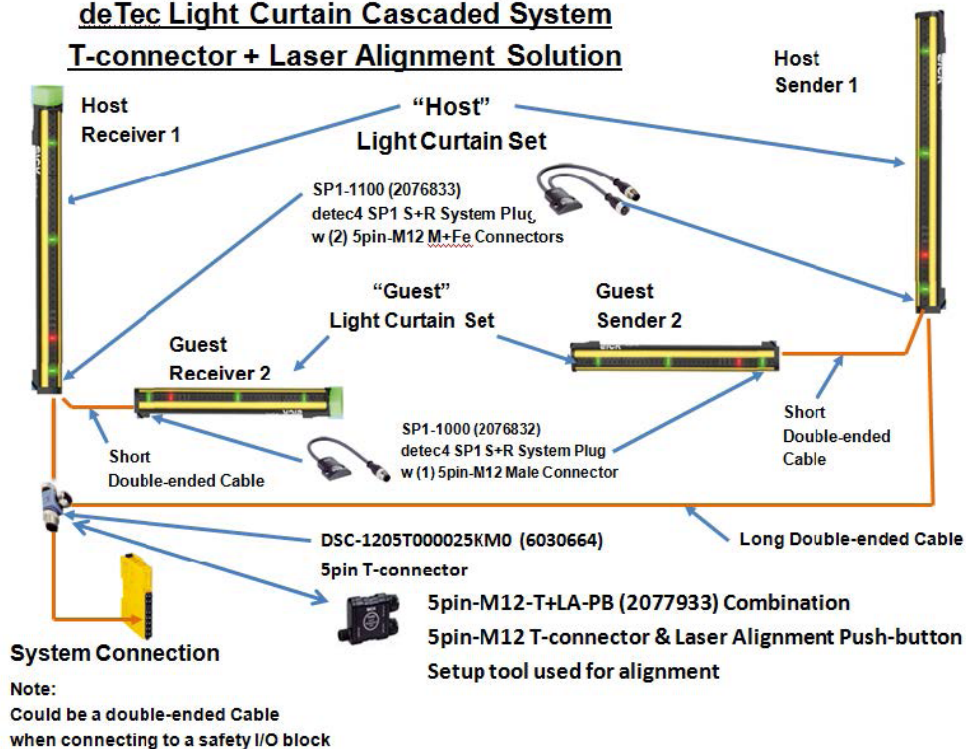 deTec Light Curtain Cascaded System
T-connector + Laser Alignment Solution
Host
Receiver 1
"Host"
Light Curtain Set
Host
Sender 1
SP1-1100 (2076833)
detec4 SP1 S+R System Plug
w (2) 5pin-M12 M+Fe Connectors
"Guest"
Light Curtain Set
Guest
Sender 2
Guest
Receiver 2
Short
Double-ended Cable
SP1-1000 (2076832)
detec4 SP1 S+R System Plug
w (1) 5pin-M12 Male Connector
Short
Double-ended
Cable
DSC-1205T000025KM0 (6030664)
5pin T-connector
Long Double-ended Cable
5pin-M12-T+LA-PB (2077933) Combination
5pin-M12 T-connector & Laser Alignment Push-button
Setup tool used for alignment
System Connection
Note:
Could be a double-ended Cable
when connecting to a safety I/O block